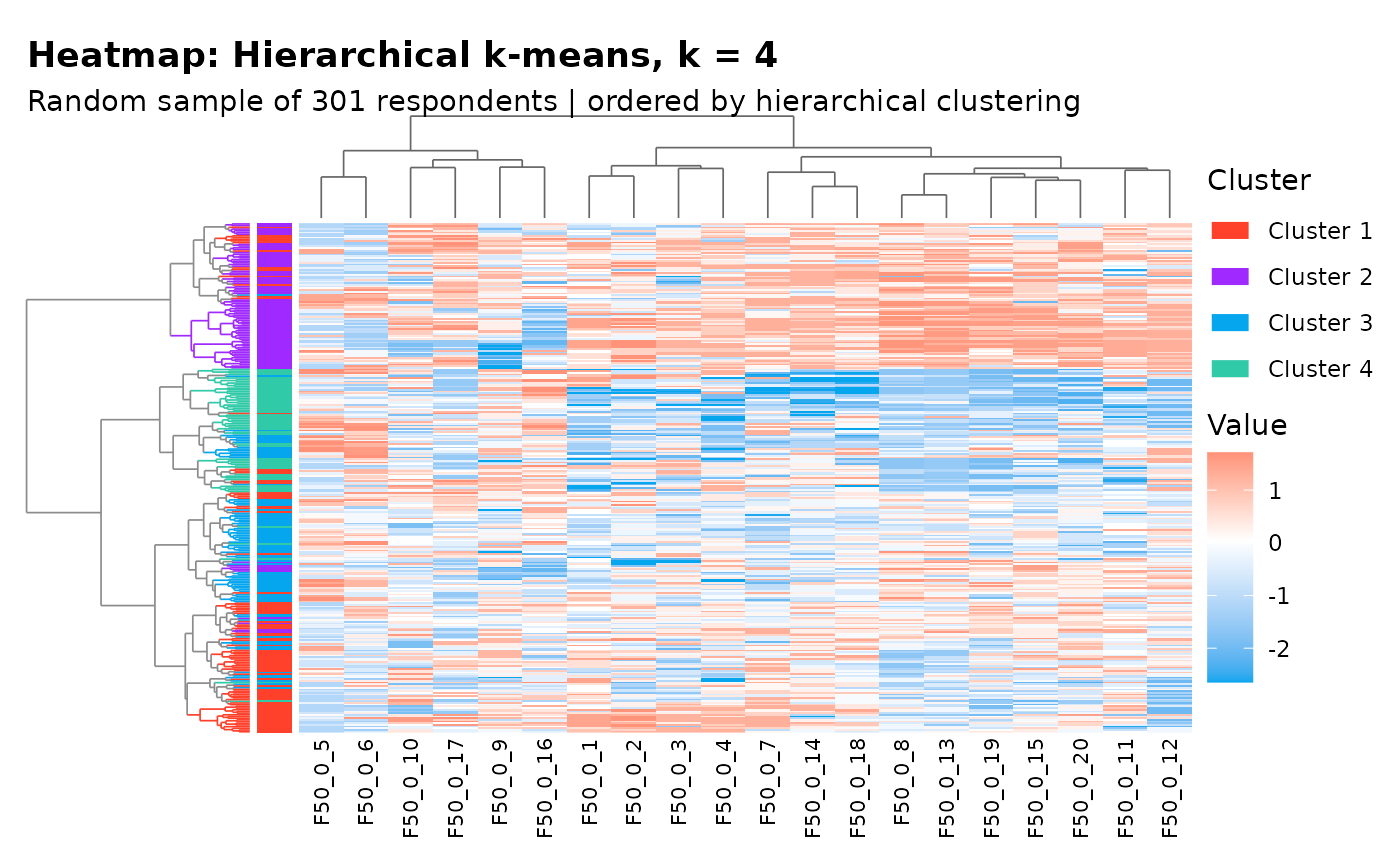 Heatmap: Hierarchical k-means, k = 4
Random sample of 301 respondents | ordered by hierarchical clustering
Cluster
Cluster 1
Cluster 2
Cluster 3
Cluster 4
Value
1
0
-1
-2
F50_0_5
F50_0_6
F50_0_10
F50_0_17
F50_0_9
F50_0_16
F50_0_1
F50_0_2
F50_0_3
F50_0_4
F50_0_7
F50_0_14
F50_0_18
F50_0_8
F50_0_13
F50_0_19
F50_0_15
F50_0_20
F50_0_11
F50_0_12